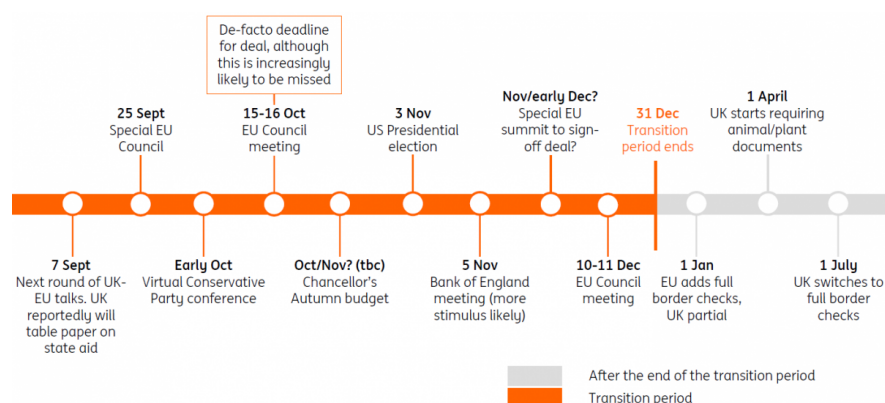 De-facto deadline
for deal, although
this is increasingly
likely to be missed
25 Sept
Special EU
Council
15-16 Oct
EU Council
meeting
3 Nov
US Presidential
election
Nov/early Dec?
Special EU
summit to sign-
off deal?
31 Dec
Transition
period ends
1 April
UK starts requiring
animal/plant
documents
7 Sept
Next round of UK-
EU talks. UK
reportedly will
table paper on
state aid
Early Oct
Virtual Conservative
Party conference
Oct/Nov? (tbc)
Chancellor's
Autumn budget
5 Nov
Bank of England
meeting (more
stimulus likely)
10-11 Dec
EU Council
meeting
1 Jan
EU adds full
border checks,
UK partial
1 July
UK switches to
full border
checks
After the end of the transition period
Transition period